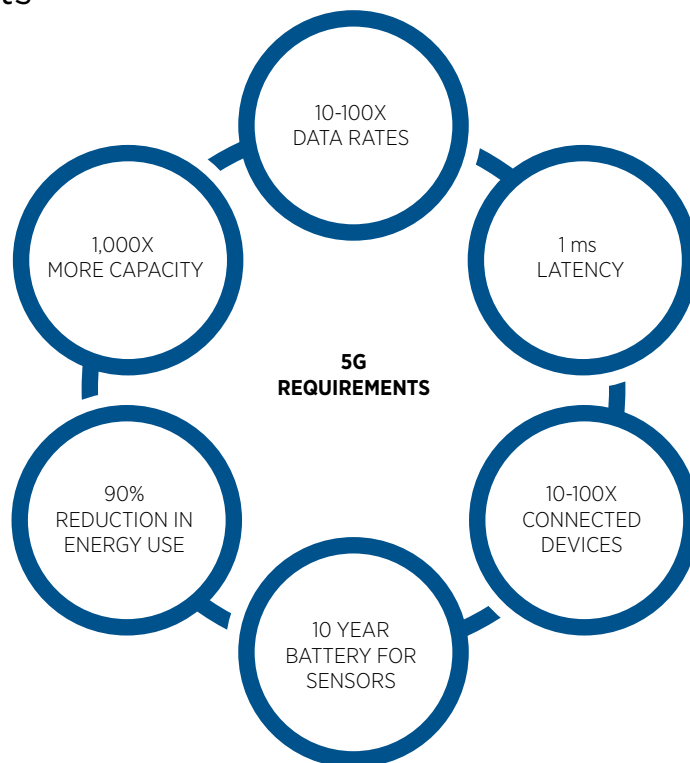 10-100X
DATA RATES
1 ms
LATENCY
10-100X
CONNECTED
DEVICES
10 YEAR
BATTERY FOR
SENSORS
90%
REDUCTION IN
ENERGY USE
1,000X
MORE CAPACITY
5G
REQUIREMENTS